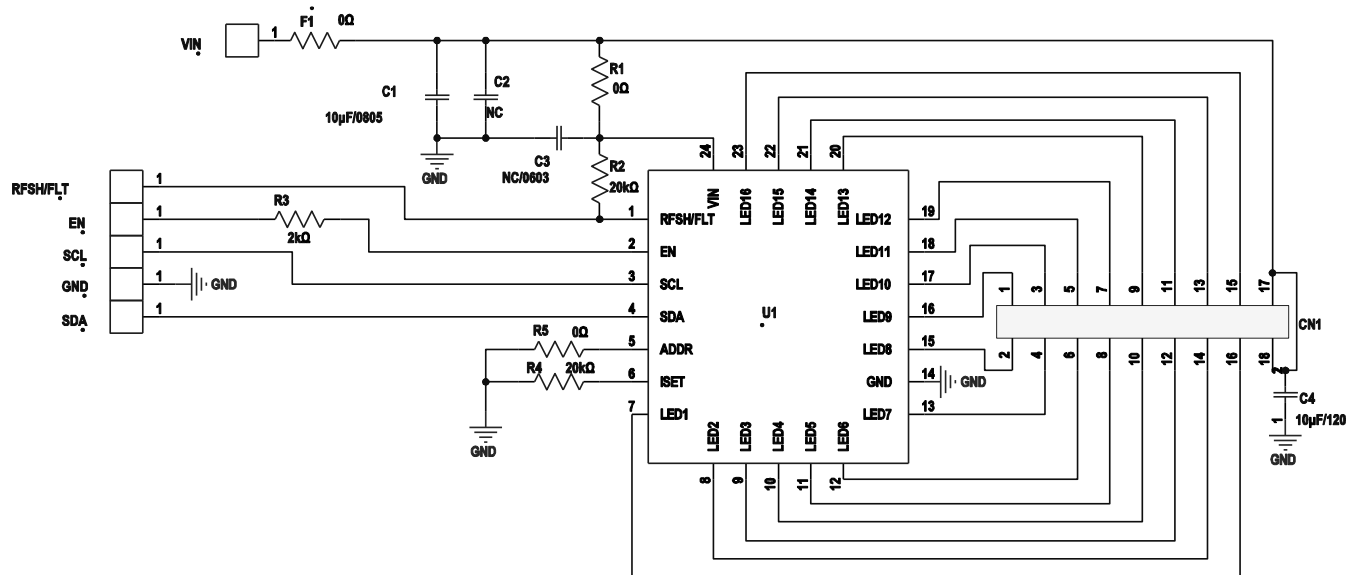 F1
0Ω
VIN
1
C1
10μF/0805
C2
NC
R1
0Ω
C3
NC/0603
R2
20kΩ
GND
RFSH/FLT
1
EN
1
R3
2kΩ
SCL
1
GND
1
GND
SDA
1
R5
0Ω
R4
20kΩ
GND
24
23
22
21
20
VIN
LED16
LED15
LED14
LED13
1
RFSH/FLT
2
EN
3
SCL
4
SDA
5
ADDR
6
ISET
7
LED1
U1
LED12
19
LED11
18
LED10
17
LED9
16
LED8
15
GND
14
GND
LED7
13
LED2
LED3
LED4
LED5
LED6
8
9
10
11
12
1
3
5
7
9
11
13
15
17
CN1
2
4
6
8
10
12
14
16
18
2
C4
10μF/120
1
GND